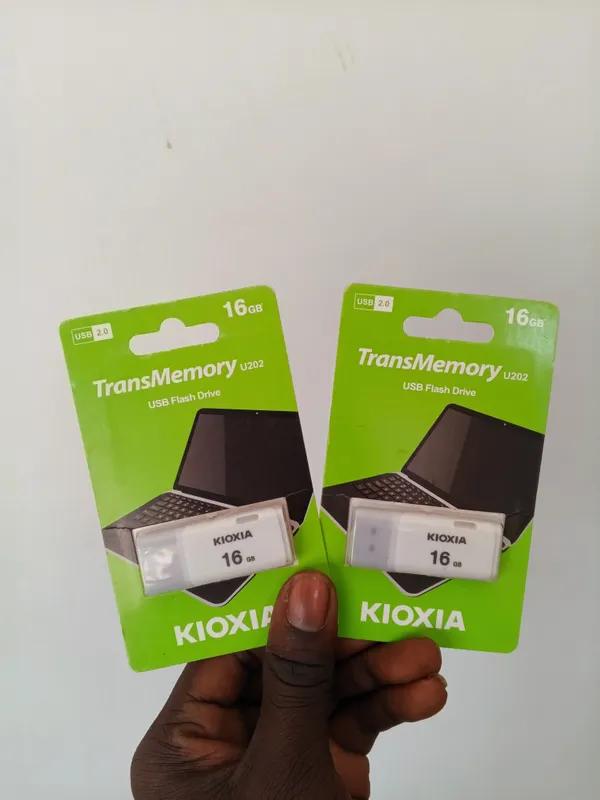 USB 2.0
16GB
TransMemory U202
USB Flash Drive
KIOXIA
16 GB
KIOXIA
USB 2.0
16GB
TransMemory U202
USB Flash Drive
KIOXIA
16 GB
KIOXIA